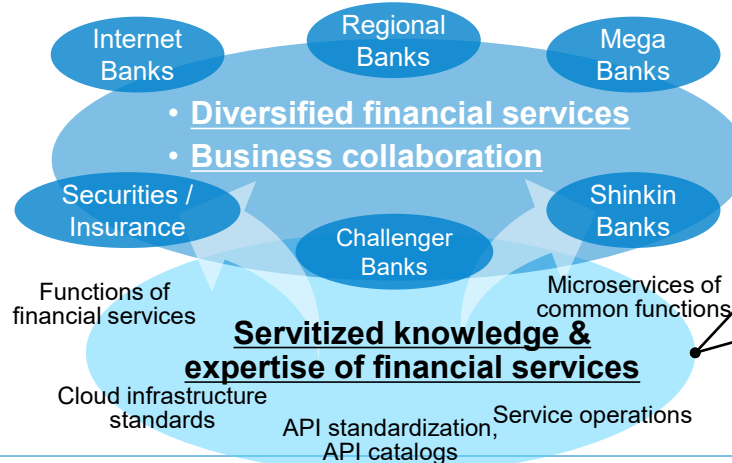 Internet
Banks
Regional
Banks
Mega
Banks
• Diversified financial services
• Business collaboration
Securities /
Insurance
Challenger
Banks
Shinkin
Banks
Functions of
financial services
Microservices of
common functions
Servitized knowledge &
expertise of financial services
Cloud infrastructure
standards
API standardization,
API catalogs
Service operations